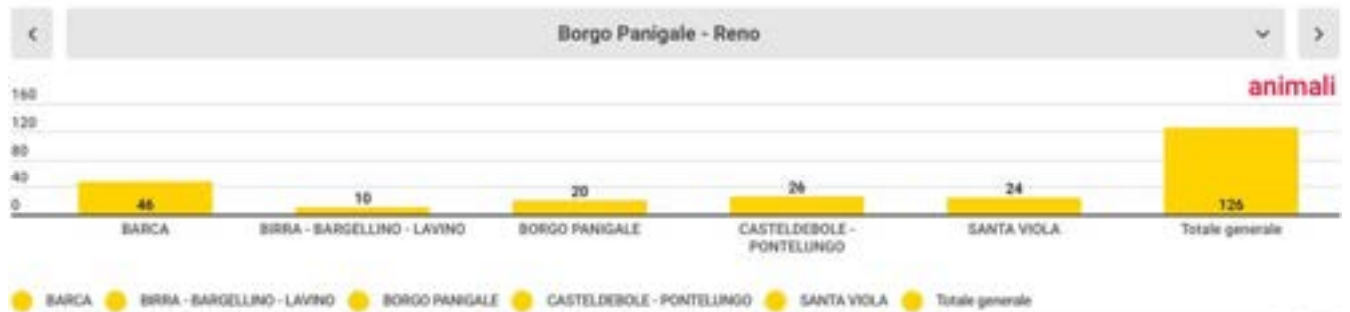 Borgo Panigale - Reno
animali
160
120
80
40
0
46
10
20
26
24
126
BARCA
BIRRA - BARGELLINO - LAVINO
BORGO PANIGALE
CASTELDEBOLE -
PONTELUNGO
SANTA VIOLA
Totale generale
BARCA BIRRA - BARGELLINO - LAVINO BORGO PANIGALE CASTELDEBOLE - PONTELUNGO SANTA VIOLA Totale generale